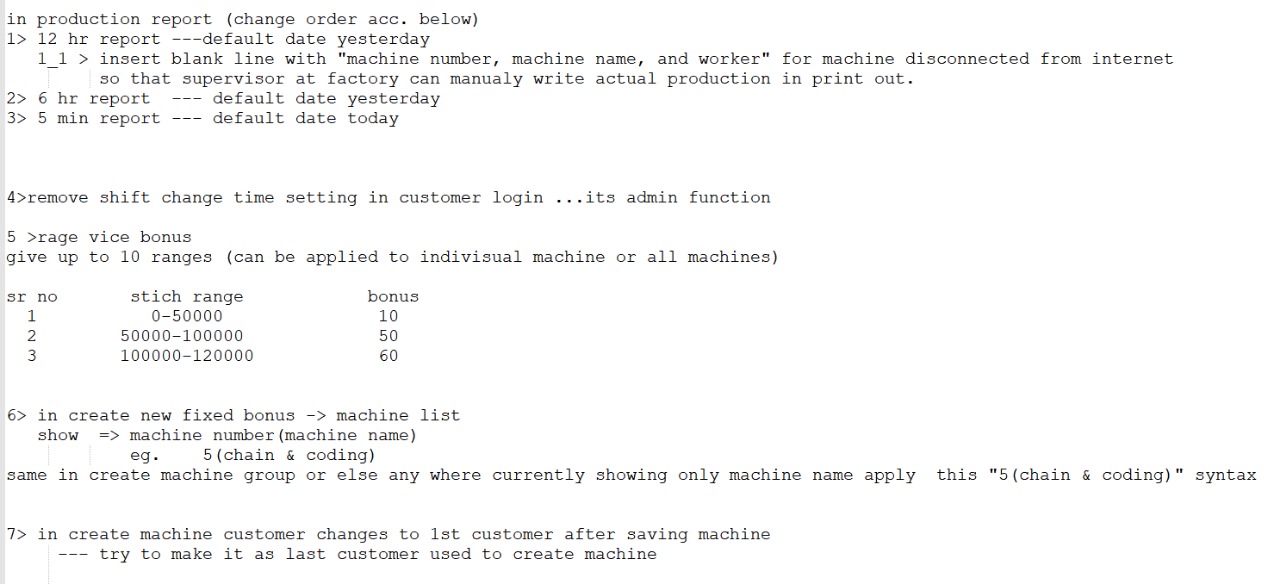 in production report (change order acc. below)
1> 12 hr report ---default date yesterday
1_1 > insert blank line with "machine number, machine name, and worker" for machine disconnected from internet
so that supervisor at factory can manualy write actual production in print out.
2> 6 hr report --- default date yesterday
3> 5 min report --- default date today
4>remove shift change time setting in customer login ...its admin function
5 >rage vice bonus
give up to 10 ranges (can be applied to indivisual machine or all machines)
sr no stich range bonus
1 0-50000 10
2 50000-100000 50
3 100000-120000 60
6> in create new fixed bonus -> machine list
show => machine number(machine name)
eg. 5(chain & coding)
same in create machine group or else any where currently showing only machine name apply this "5(chain & coding)" syntax
7> in create machine customer changes to 1st customer after saving machine
--- try to make it as last customer used to create machine